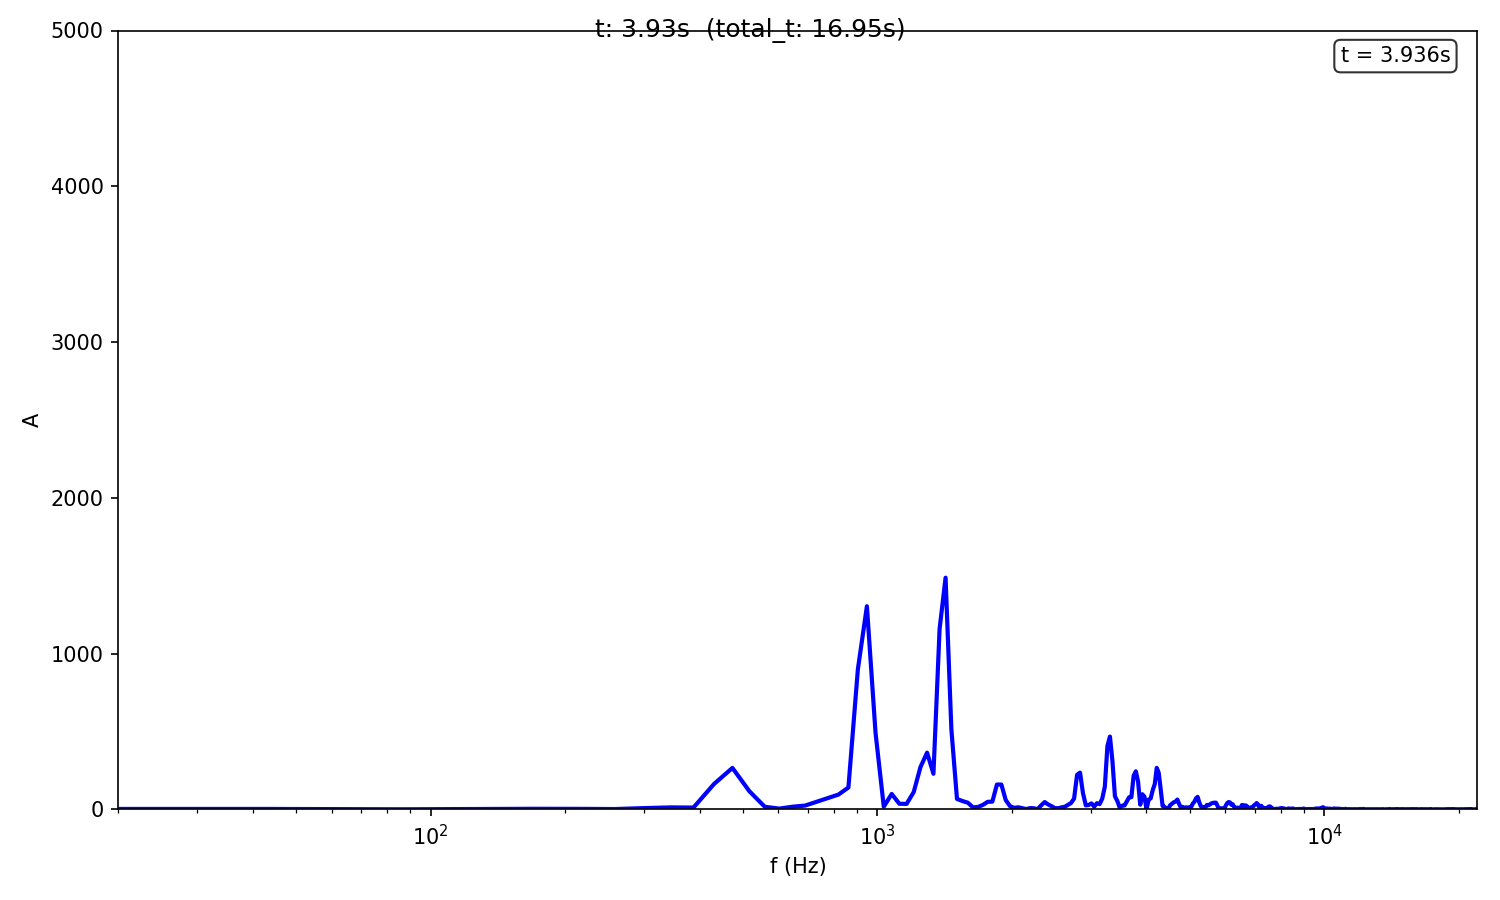 t: 3.93s (total_t: 16.95s)
t = 3.936s
5000
4000
3000
2000
1000
0
A
10²
10³
10⁴
f (Hz)